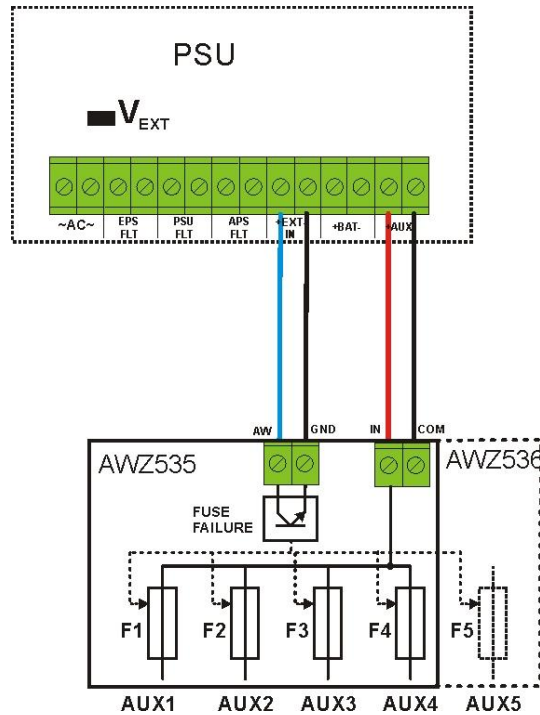 PSU
VEXT
~AC~ EPS FLT PSU FLT APS FLT +EXT- IN +BAT- +AUX-
AW GND IN COM
AWZ535 AWZ536
FUSE
FAILURE
F1 F2 F3 F4 F5
AUX1 AUX2 AUX3 AUX4 AUX5